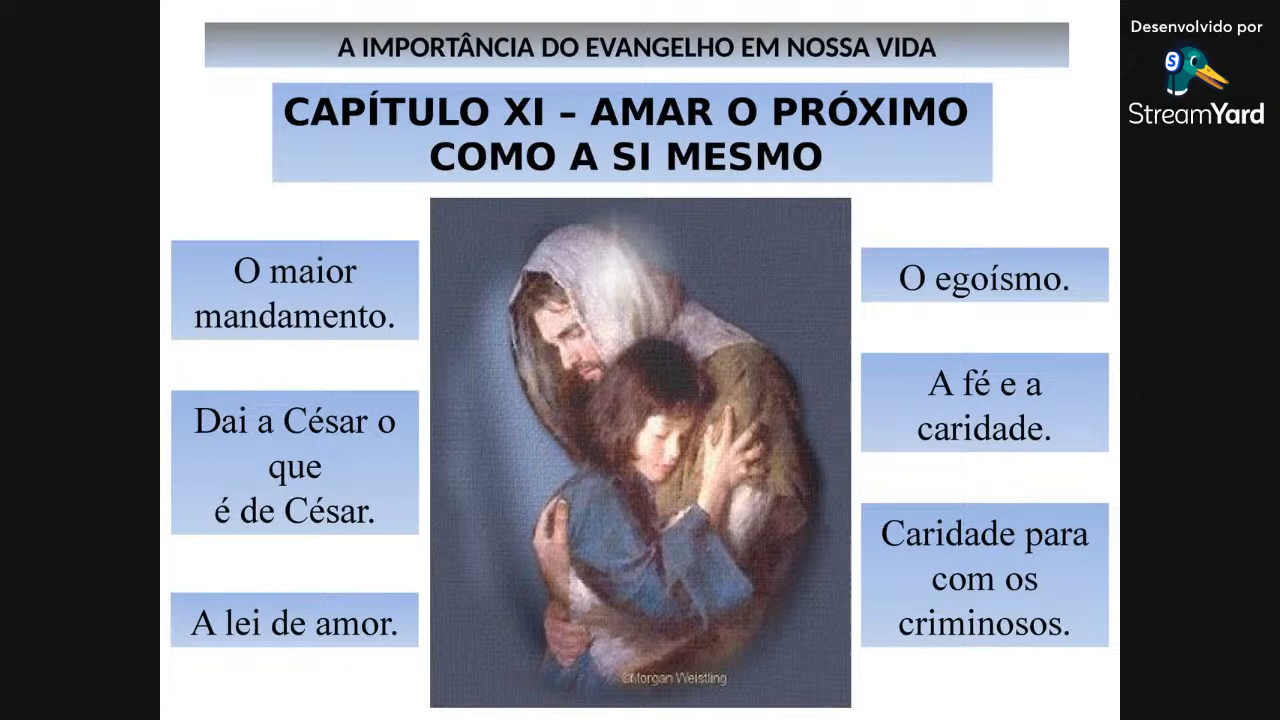 A IMPORTÂNCIA DO EVANGELHO EM NOSSA VIDA
CAPÍTULO XI – AMAR O PRÓXIMO
COMO A SI MESMO
O maior
mandamento.
Dai a César o
que
é de César.
A lei de amor.
O egoísmo.
A fé e a
caridade.
Caridade para
com os
criminosos.
©Morgan Weistling
Desenvolvido por
S
StreamYard